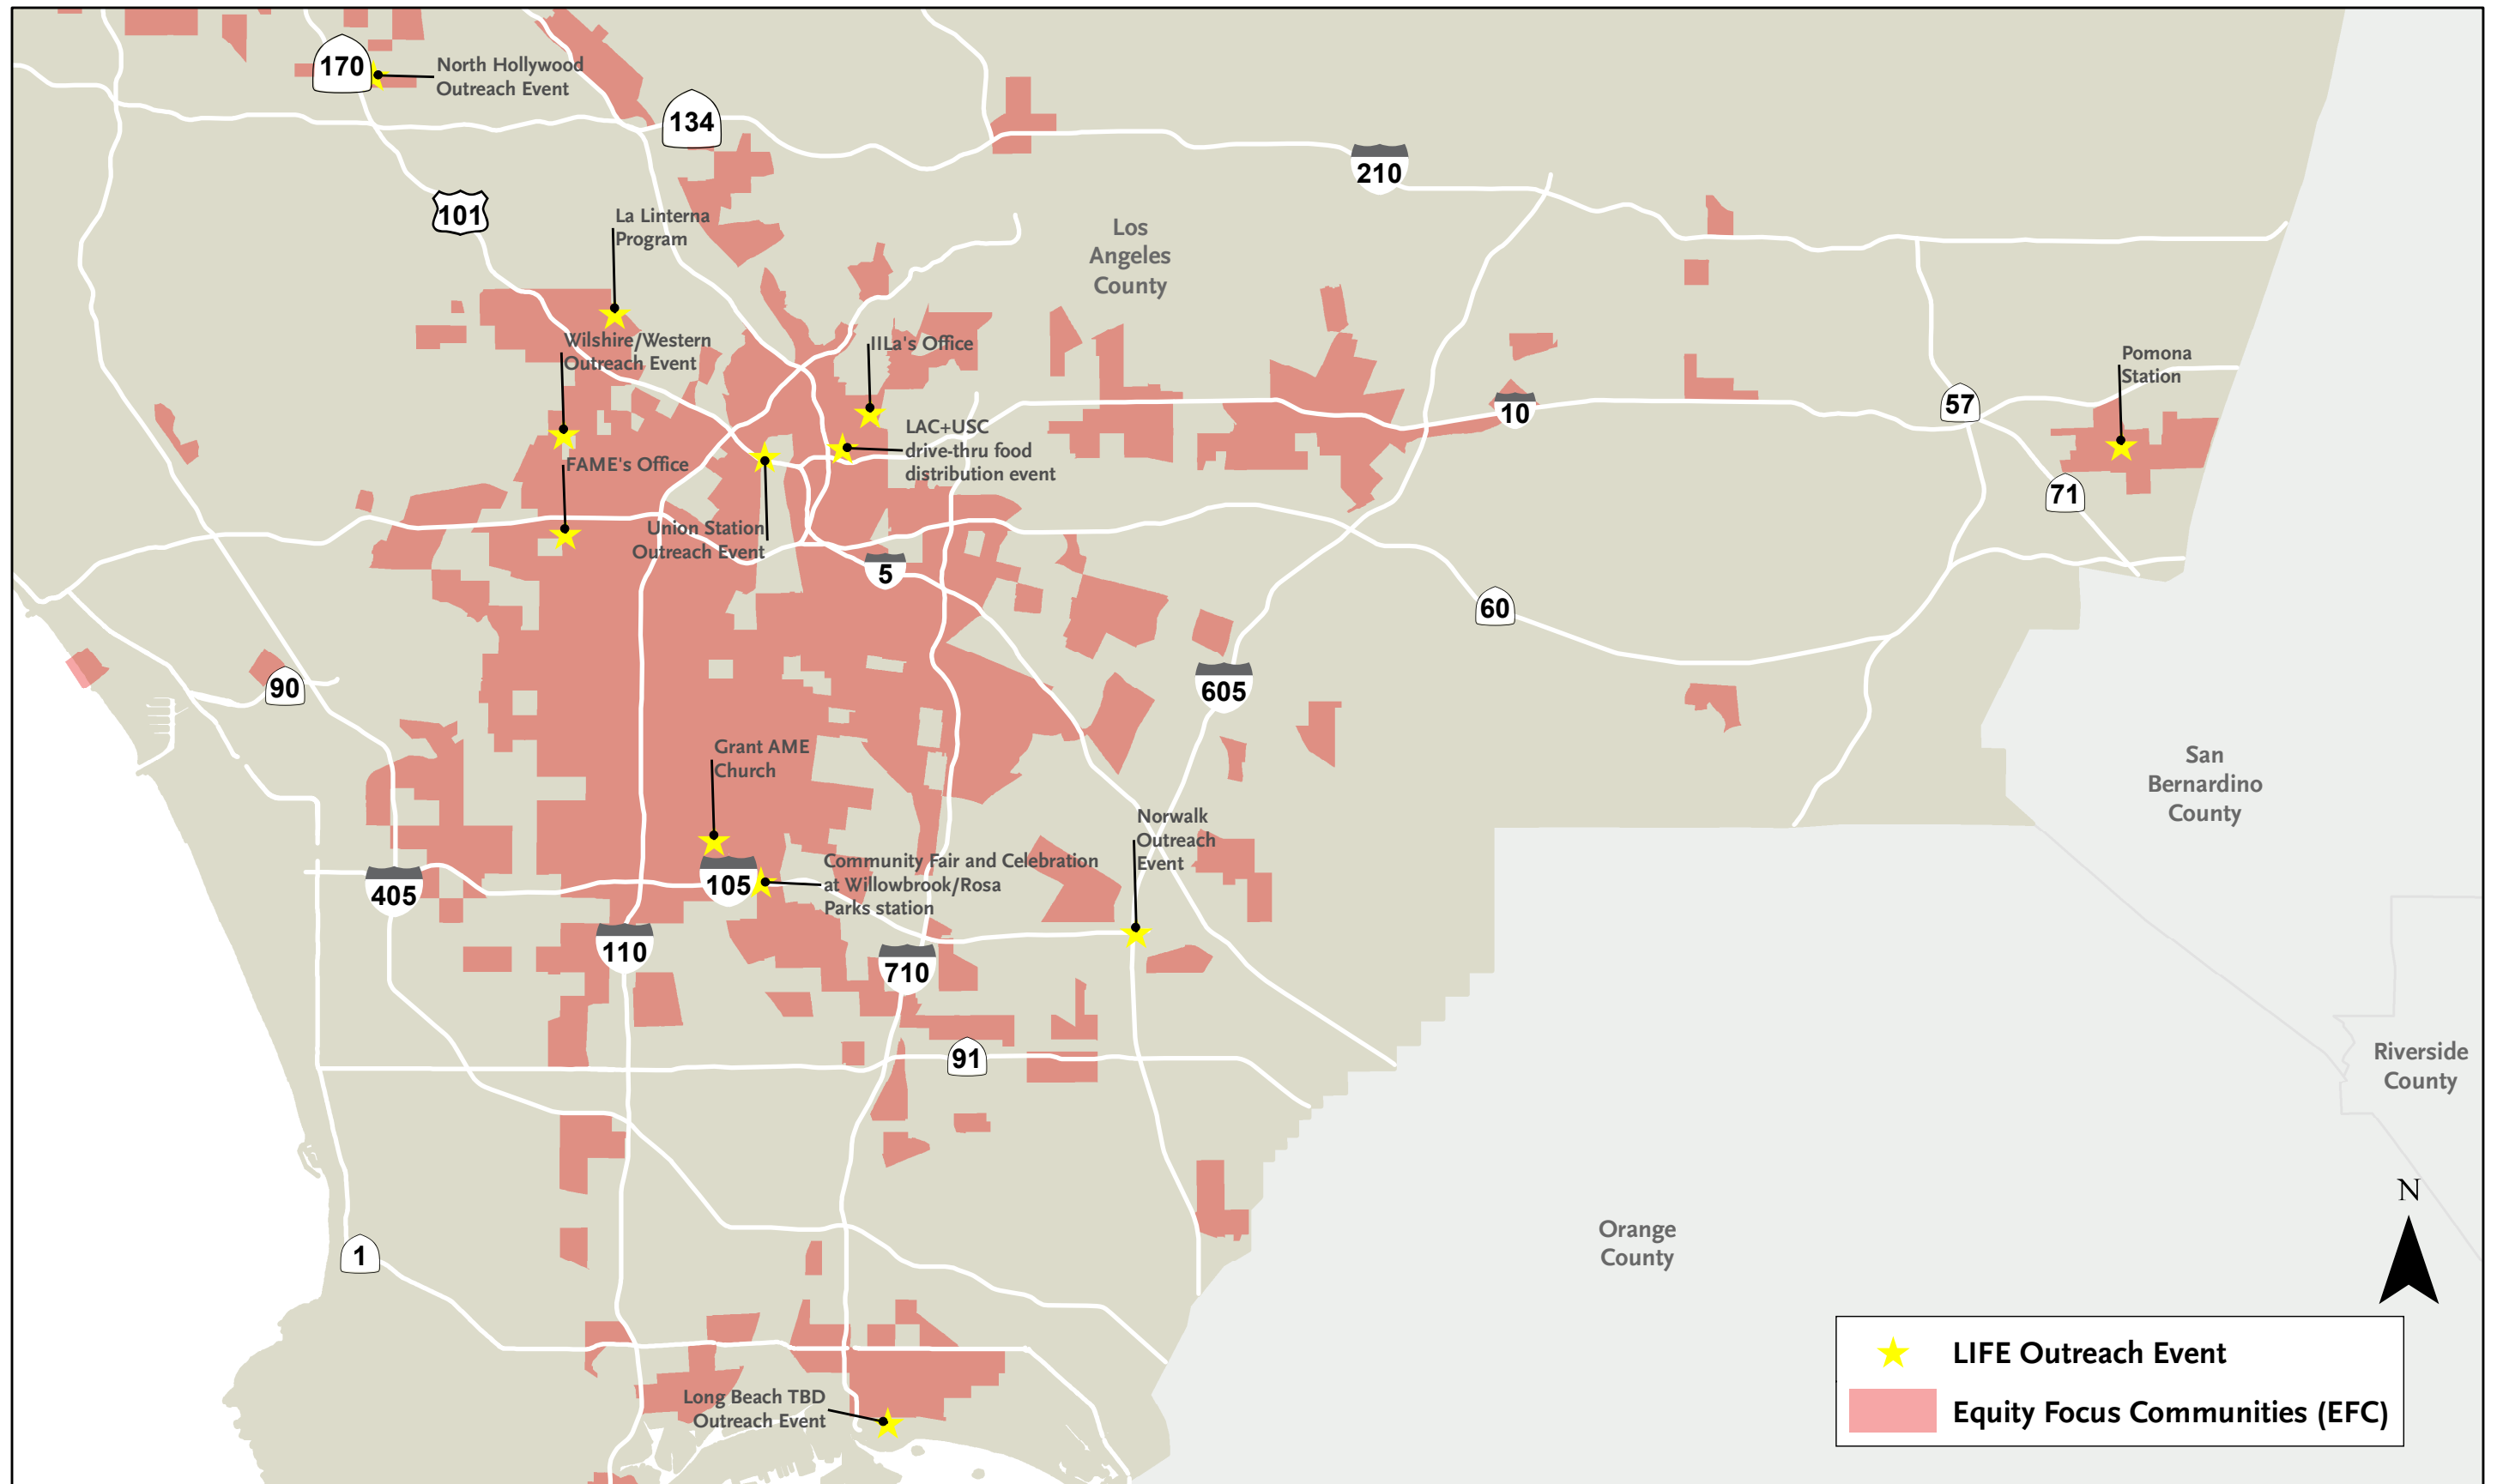 170
North Hollywood
Outreach Event
134
210
101
La Linterna
Program
Los
Angeles
County
Wilshire/Western
Outreach Event
IILa's Office
Pomona
Station
10
57
LAC+USC
drive-thru food
distribution event
FAME's Office
71
Union Station
Outreach Event
5
60
90
605
Grant AME
Church
San
Bernardino
County
Norwalk
Outreach
Event
Community Fair and Celebration
at Willowbrook/Rosa
Parks station
105
405
110
710
91
Riverside
County
N
Orange
County
1
LIFE Outreach Event
Equity Focus Communities (EFC)
Long Beach TBD
Outreach Event